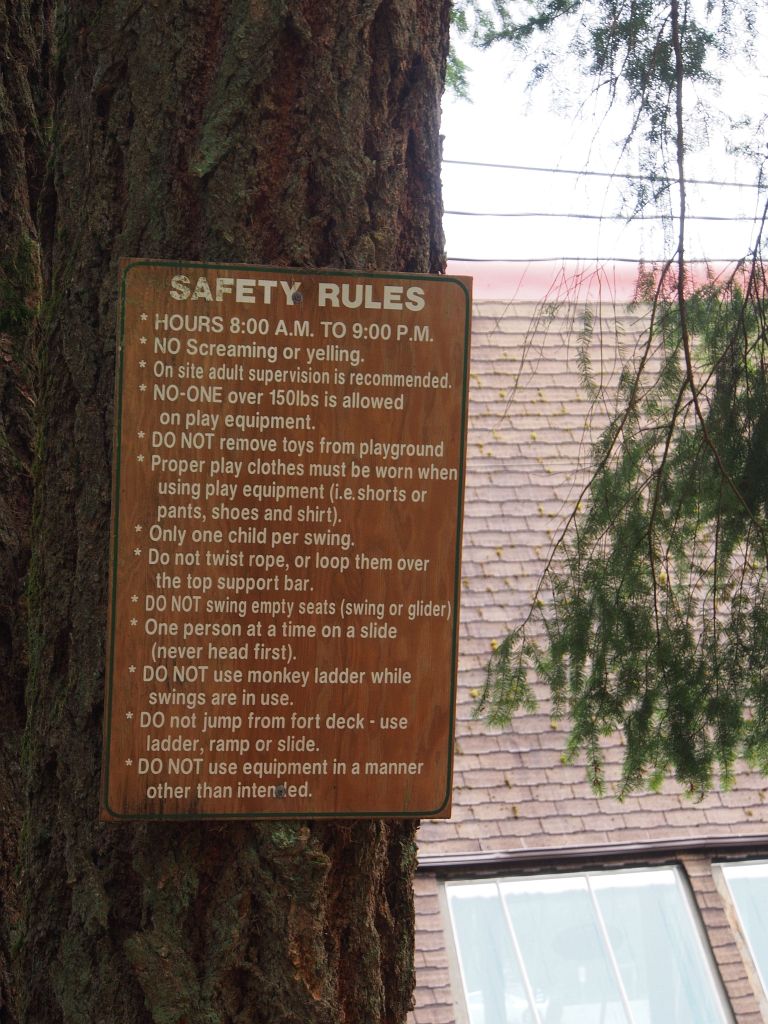 SAFETY RULES
* HOURS 8:00 A.M. TO 9:00 P.M.
* NO Screaming or yelling.
* On site adult supervision is recommended.
* NO-ONE over 150lbs is allowed
on play equipment.
* DO NOT remove toys from playground
* Proper play clothes must be worn when
using play equipment (i.e.shorts or
pants, shoes and shirt).
* Only one child per swing.
* Do not twist rope, or loop them over
the top support bar.
* DO NOT swing empty seats (swing or glider)
* One person at a time on a slide
(never head first).
* DO NOT use monkey ladder while
swings are in use.
* DO not jump from fort deck - use
ladder, ramp or slide.
* DO NOT use equipment in a manner
other than intended.